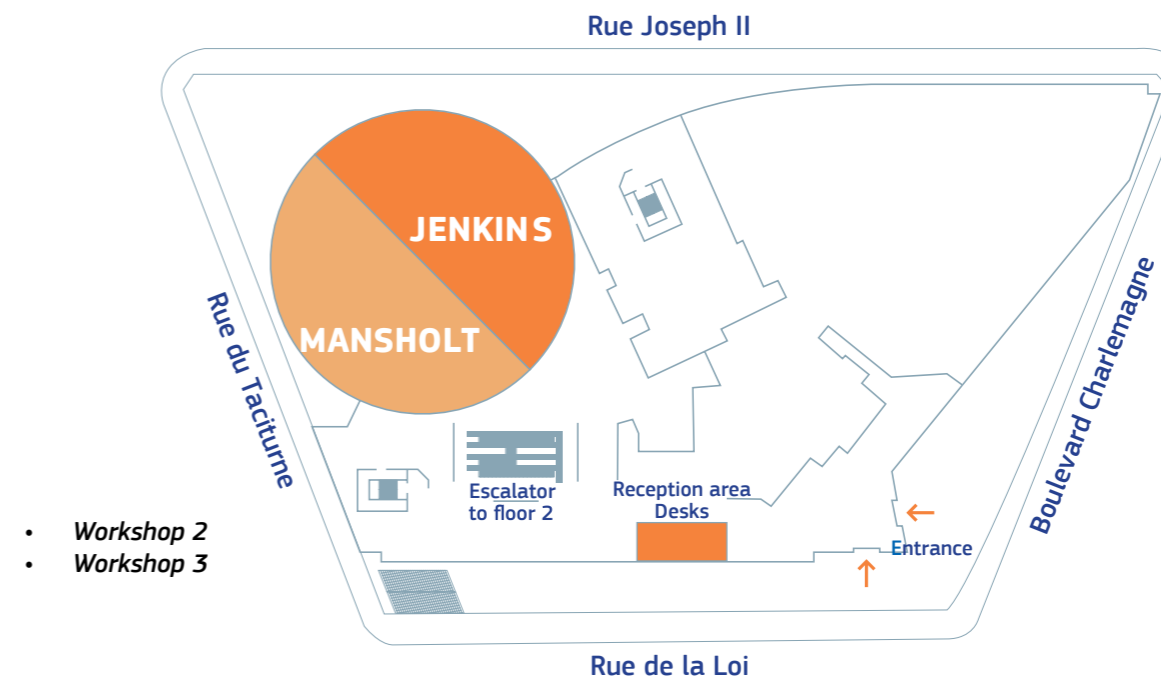 Rue Joseph II
JENKINS
MANSHOLT
Rue du Taciturne
Boulevard Charlemagne
Escalator
to floor 2
Reception area
Desks
• Workshop 2
• Workshop 3
Entrance
Rue de la Loi